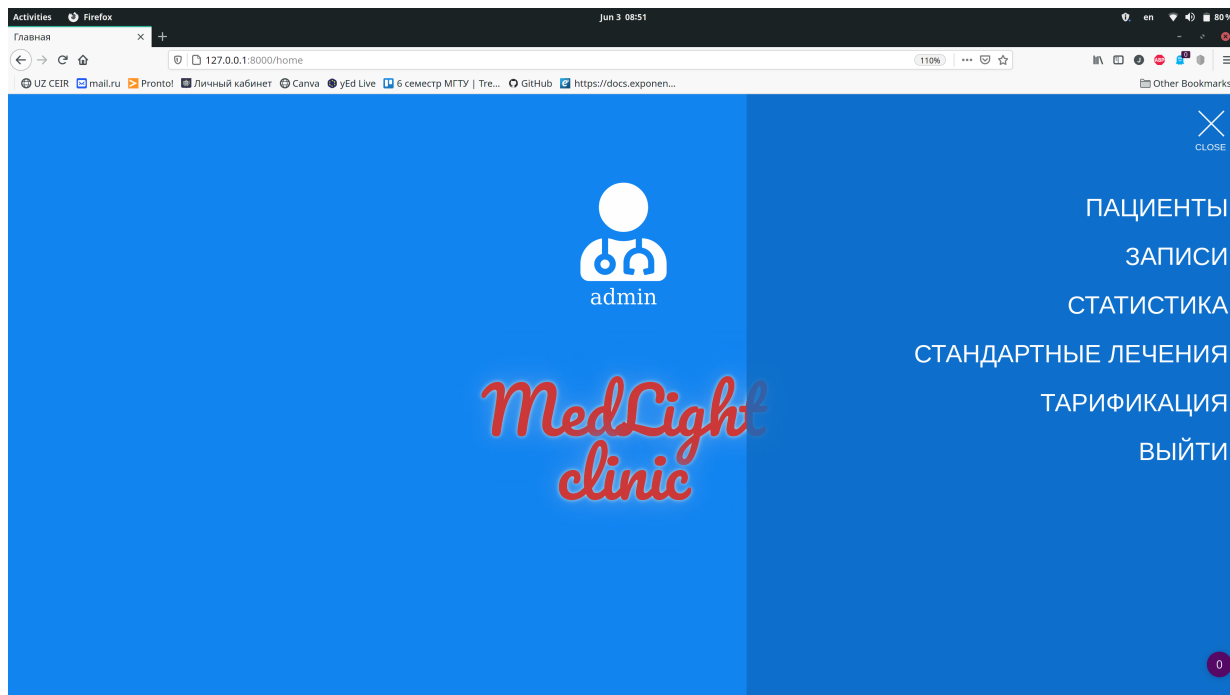 Activities Firefox Jun 3 08:51 en 80%
Главная
127.0.0.1:8000/home 110% ABP 0
UZ CEIR mail.ru Pronto! Личный кабинет Canva yEd Live 6 семестр МГТУ | Tre... GitHub https://docs.exponen... Other Bookmarks
CLOSE
admin
MedLight
clinic
ПАЦИЕНТЫ
ЗАПИСИ
СТАТИСТИКА
СТАНДАРТНЫЕ ЛЕЧЕНИЯ
ТАРИФИКАЦИЯ
ВЫЙТИ
0